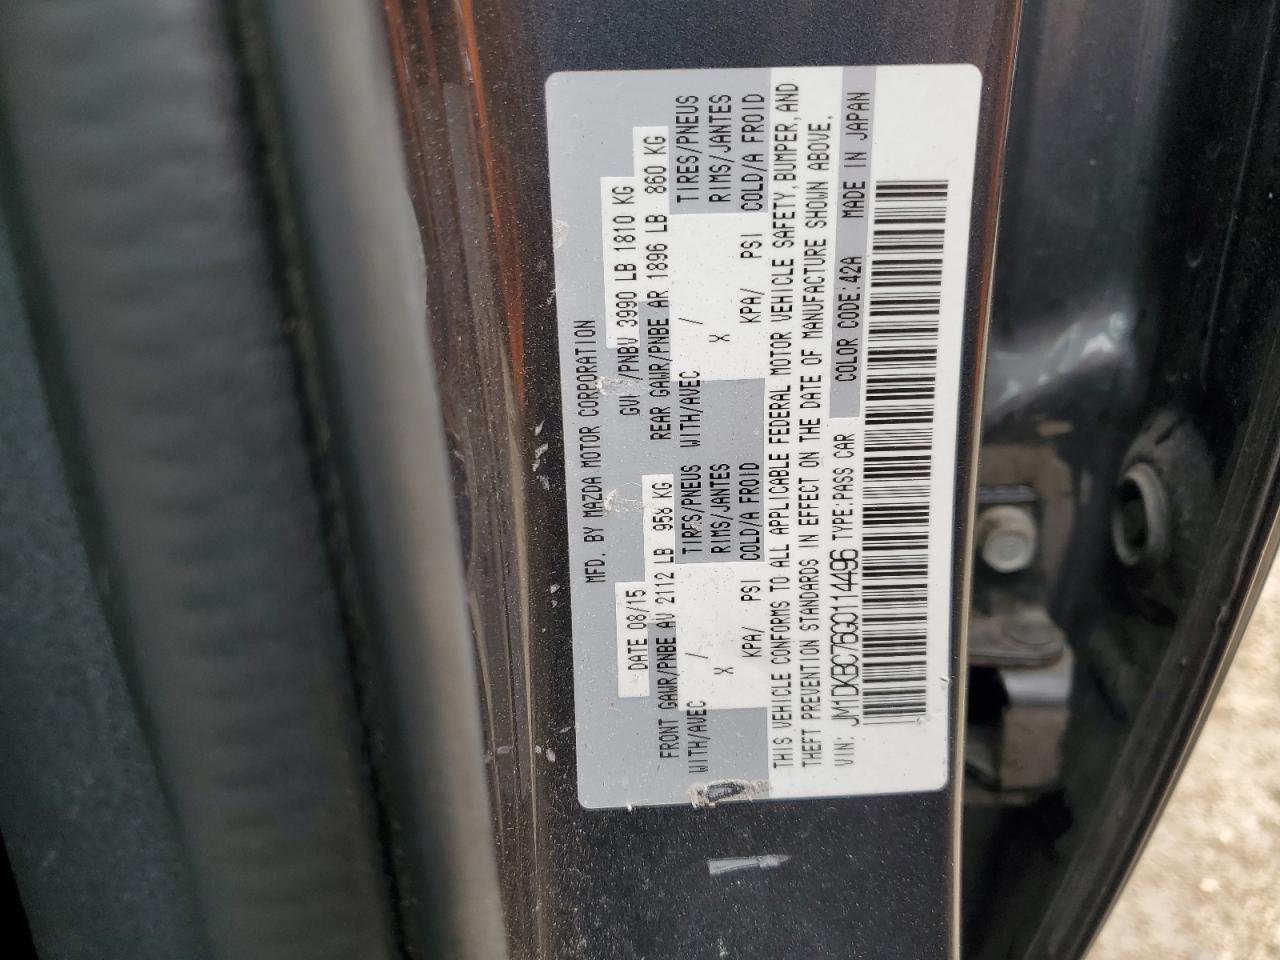 MFD. BY MAZDA MOTOR CORPORATION
DATE 08/15 GV /PNBV 3990 LB 1810 KG
FRONT GAWR/PNBE AV 2112 LB 958 KG REAR GAWR/PNBE AR 1896 LB 860 KG
WITH/AVEC / TIRES/PNEUS WITH/AVEC / TIRES/PNEUS
X RIMS/JANTES X RIMS/JANTES
KPA/ PSI COLD/A FROID KPA/ PSI COLD/A FROID
THIS VEHICLE CONFORMS TO ALL APPLICABLE FEDERAL MOTOR VEHICLE SAFETY, BUMPER, AND
THEFT PREVENTION STANDARDS IN EFFECT ON THE DATE OF MANUFACTURE SHOWN ABOVE.
VIN: JM1DKBC76G0114496 TYPE:PASS CAR COLOR CODE:42A MADE IN JAPAN